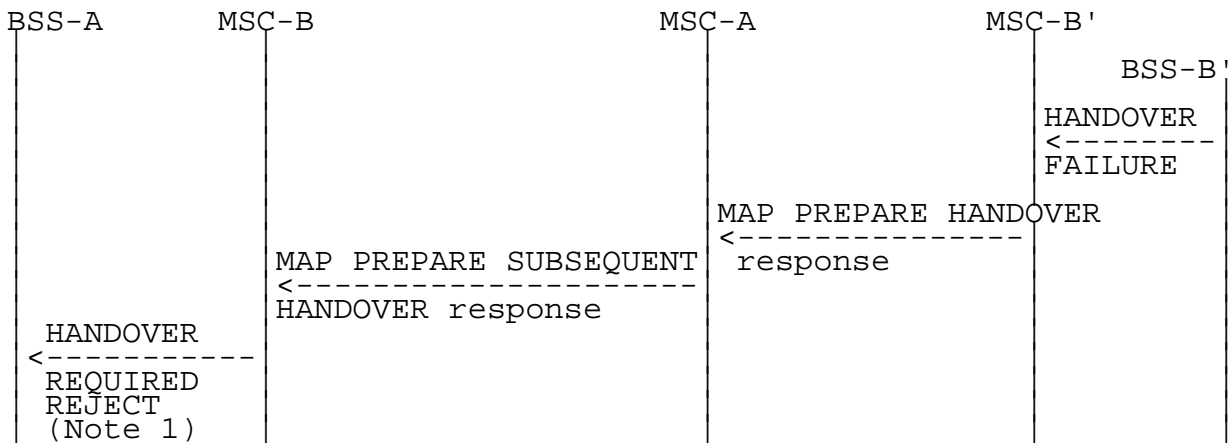 BSS-A MSC-B MSC-A MSC-B'
BSS-B'
HANDOVER
FAILURE
MAP PREPARE HANDOVER
response
MAP PREPARE SUBSEQUENT
HANDOVER response
HANDOVER
REQUIRED
REJECT
(Note 1)